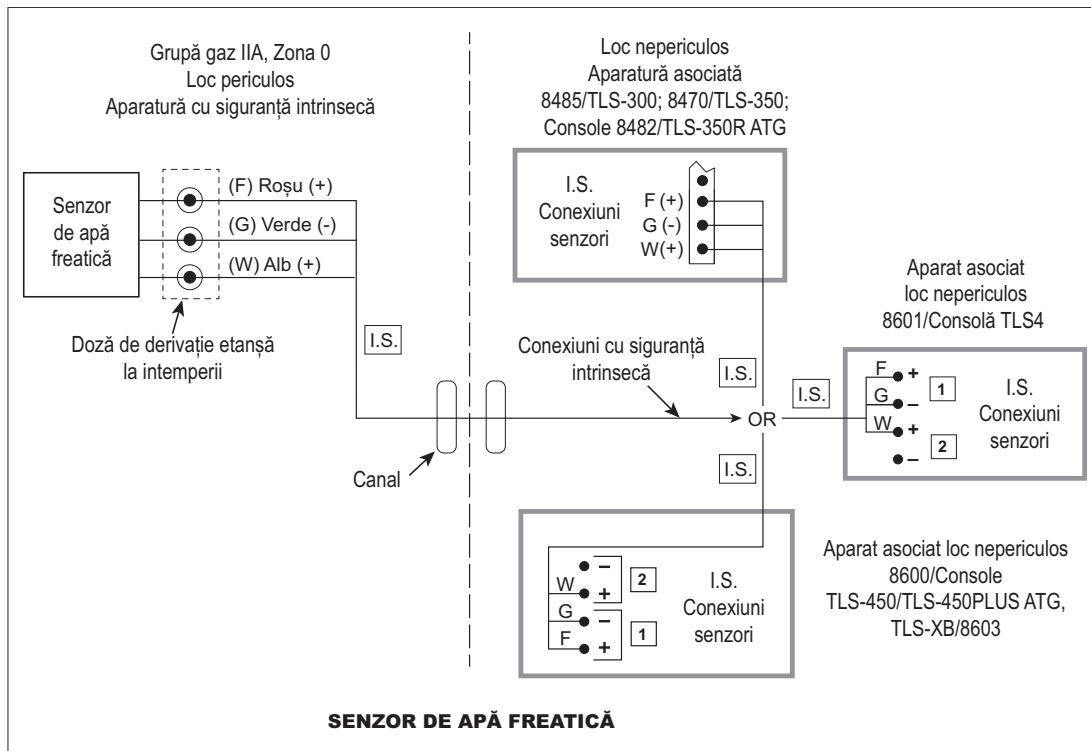 Grupă gaz IIA, Zona 0
Loc periculos
Aparatură cu siguranță intrinsecă
Senzor
de apă
freatică
(F) Roșu (+)
(G) Verde (-)
(W) Alb (+)
Doză de derivație etanșă
la intemperii
I.S.
Canal
Loc nepericulos
Aparatură asociată
8485/TLS-300; 8470/TLS-350;
Console 8482/TLS-350R ATG
I.S.
Conexiuni
senzori
F (+)
G (-)
W(+)
Conexiuni cu siguranță
intrinsecă
I.S.
OR
I.S.
I.S.
Aparat asociat
loc nepericulos
8601/Consolă TLS4
F +
G –
W +
–
1
2
I.S.
Conexiuni
senzori
–
W +
G –
F +
2
1
I.S.
Conexiuni
senzori
Aparat asociat loc nepericulos
8600/Console
TLS-450/TLS-450PLUS ATG,
TLS-XB/8603
SENZOR DE APĂ FREATICĂ